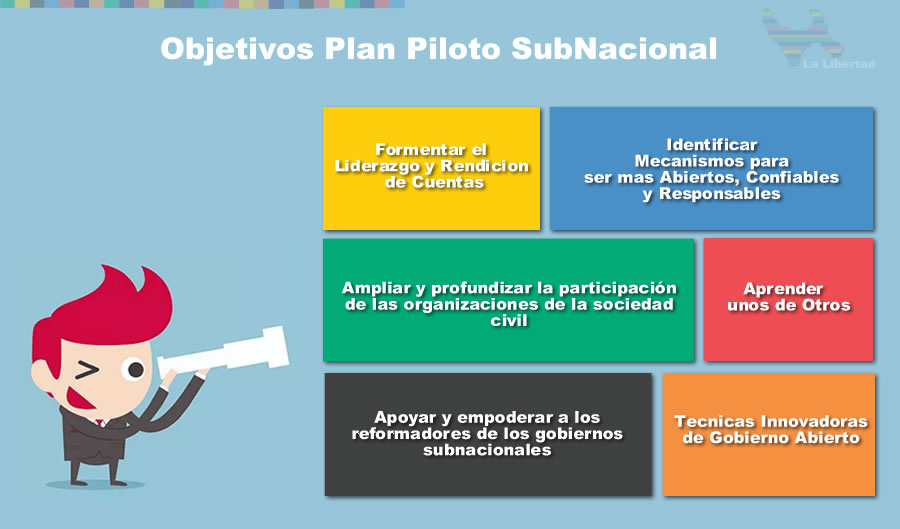 Objetivos Plan Piloto SubNacional
La Libertad
Formentar el
Liderazgo y Rendicion
de Cuentas
Identificar
Mecanismos para
ser mas Abiertos, Confiables
y Responsables
Ampliar y profundizar la participación
de las organizaciones de la sociedad
civil
Aprender
unos de Otros
Apoyar y empoderar a los
reformadores de los gobiernos
subnacionales
Tecnicas Innovadoras
de Gobierno Abierto